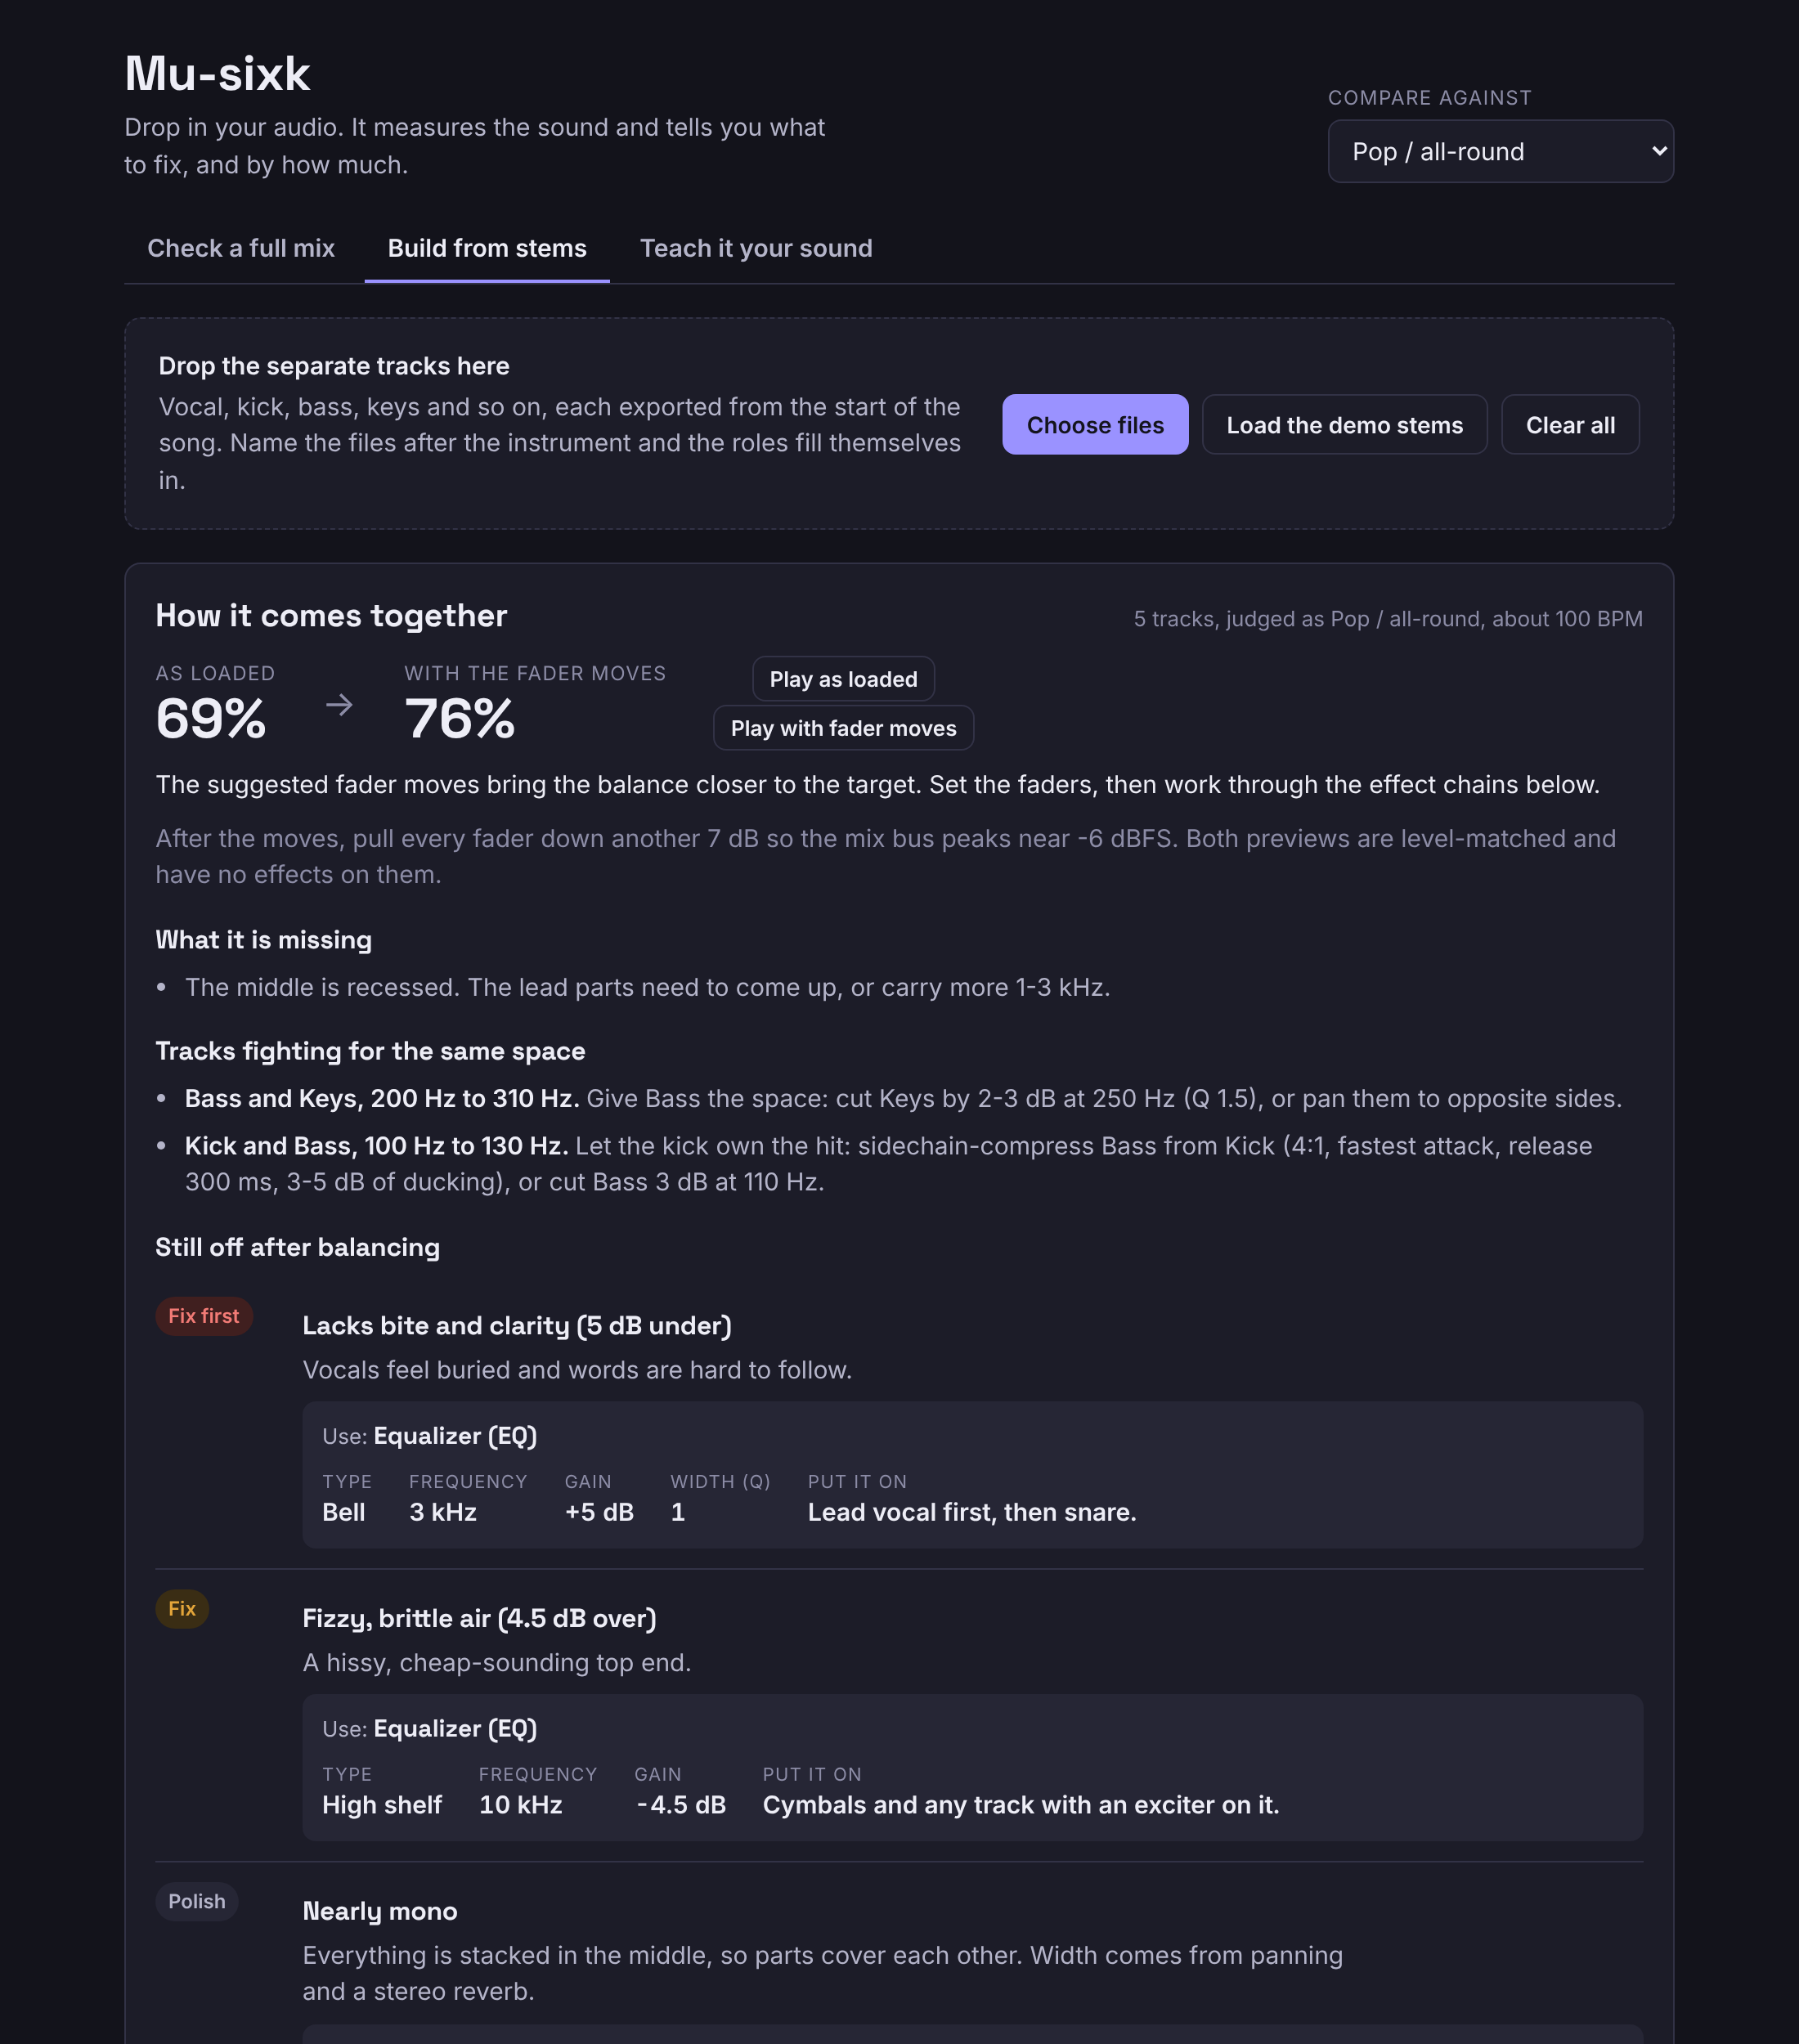 Mu-sixk
Drop in your audio. It measures the sound and tells you what
to fix, and by how much.
COMPARE AGAINST
Pop / all-round
Check a full mix
Build from stems
Teach it your sound
Drop the separate tracks here
Vocal, kick, bass, keys and so on, each exported from the start of the
song. Name the files after the instrument and the roles fill themselves
in.
Choose files
Load the demo stems
Clear all
How it comes together
5 tracks, judged as Pop / all-round, about 100 BPM
AS LOADED
69%
→
WITH THE FADER MOVES
76%
Play as loaded
Play with fader moves
The suggested fader moves bring the balance closer to the target. Set the faders, then work through the effect chains below.
After the moves, pull every fader down another 7 dB so the mix bus peaks near -6 dBFS. Both previews are level-matched and
have no effects on them.
What it is missing
• The middle is recessed. The lead parts need to come up, or carry more 1-3 kHz.
Tracks fighting for the same space
• Bass and Keys, 200 Hz to 310 Hz. Give Bass the space: cut Keys by 2-3 dB at 250 Hz (Q 1.5), or pan them to opposite sides.
• Kick and Bass, 100 Hz to 130 Hz. Let the kick own the hit: sidechain-compress Bass from Kick (4:1, fastest attack, release
300 ms, 3-5 dB of ducking), or cut Bass 3 dB at 110 Hz.
Still off after balancing
Fix first
Lacks bite and clarity (5 dB under)
Vocals feel buried and words are hard to follow.
Use: Equalizer (EQ)
TYPE FREQUENCY GAIN WIDTH (Q) PUT IT ON
Bell 3 kHz +5 dB 1 Lead vocal first, then snare.
Fix
Fizzy, brittle air (4.5 dB over)
A hissy, cheap-sounding top end.
Use: Equalizer (EQ)
TYPE FREQUENCY GAIN PUT IT ON
High shelf 10 kHz -4.5 dB Cymbals and any track with an exciter on it.
Polish
Nearly mono
Everything is stacked in the middle, so parts cover each other. Width comes from panning
and a stereo reverb.